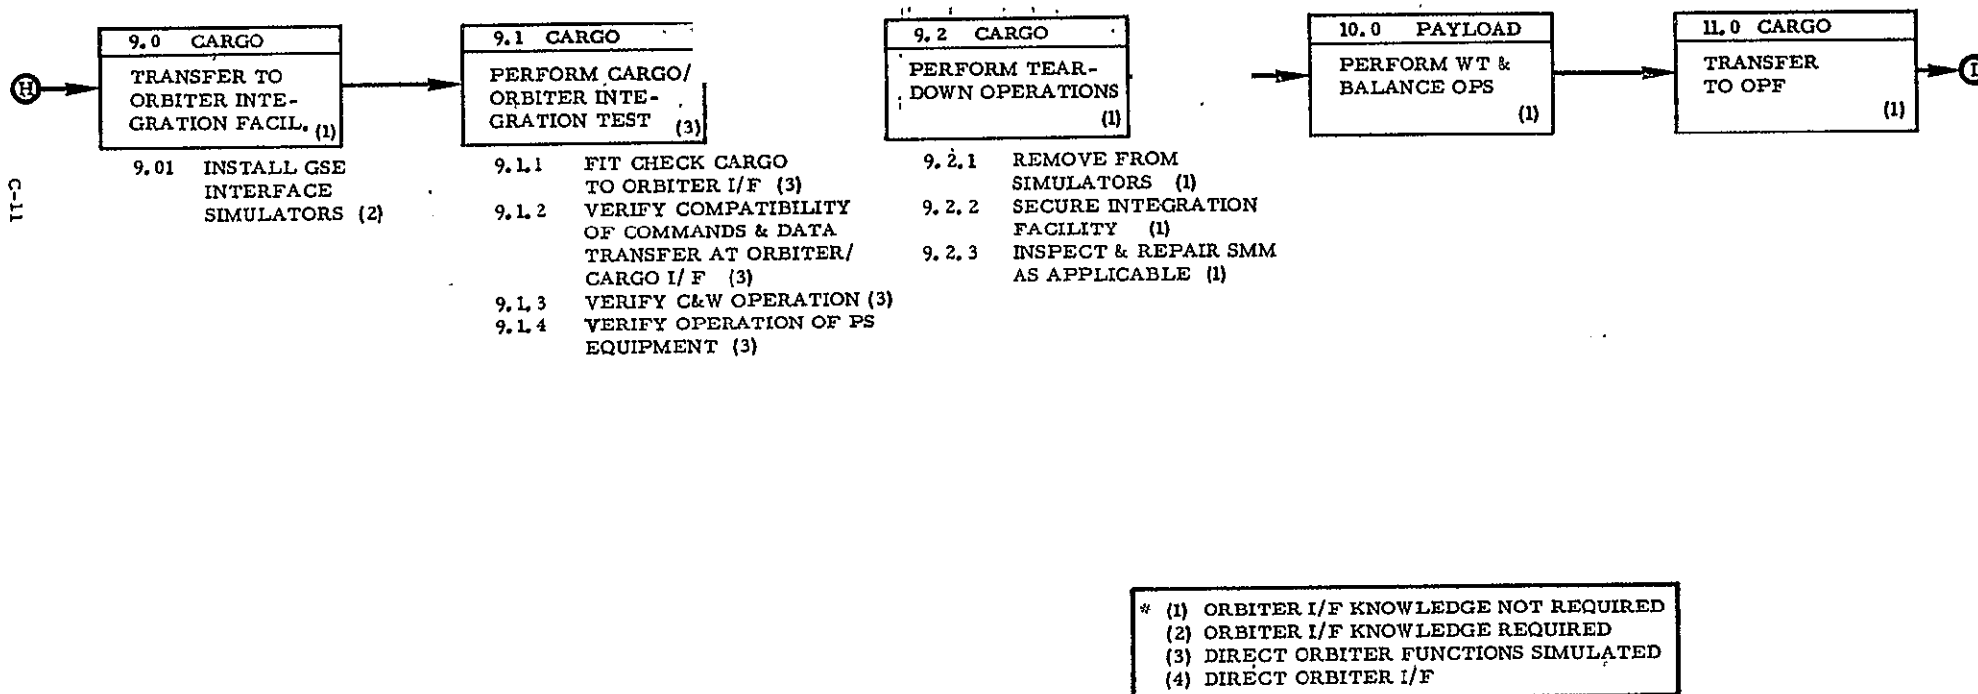 H
9.0 CARGO
TRANSFER TO
ORBITER INTE-
GRATION FACIL. (1)
9.01 INSTALL GSE
INTERFACE
SIMULATORS (2)
9.1 CARGO
PERFORM CARGO/
ORBITER INTE-
GRATION TEST (3)
9.1.1 FIT CHECK CARGO
TO ORBITER I/F (3)
9.1.2 VERIFY COMPATIBILITY
OF COMMANDS & DATA
TRANSFER AT ORBITER/
CARGO I/F (3)
9.1.3 VERIFY C&W OPERATION (3)
9.1.4 VERIFY OPERATION OF PS
EQUIPMENT (3)
9.2 CARGO
PERFORM TEAR-
DOWN OPERATIONS
(1)
9.2.1 REMOVE FROM
SIMULATORS (1)
9.2.2 SECURE INTEGRATION
FACILITY (1)
9.2.3 INSPECT & REPAIR SMM
AS APPLICABLE (1)
10.0 PAYLOAD
PERFORM WT &
BALANCE OPS
(1)
11.0 CARGO
TRANSFER
TO OPF
(1)
C-11
* (1) ORBITER I/F KNOWLEDGE NOT REQUIRED
(2) ORBITER I/F KNOWLEDGE REQUIRED
(3) DIRECT ORBITER FUNCTIONS SIMULATED
(4) DIRECT ORBITER I/F